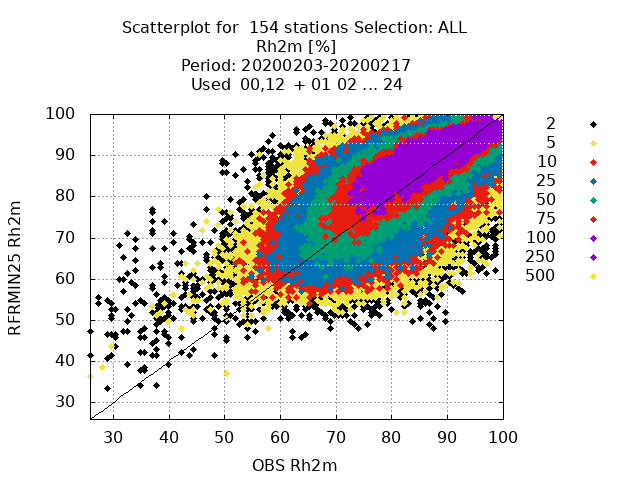 Scatterplot for  154 stations Selection: ALL
Rh2m [%]
Period: 20200203-20200217
Used  00,12  + 01 02 ... 24
100
90
80
70
60
50
40
30
RFRMIN25 Rh2m
30 40 50 60 70 80 90 100
OBS Rh2m
2
5
10
25
50
75
100
250
500